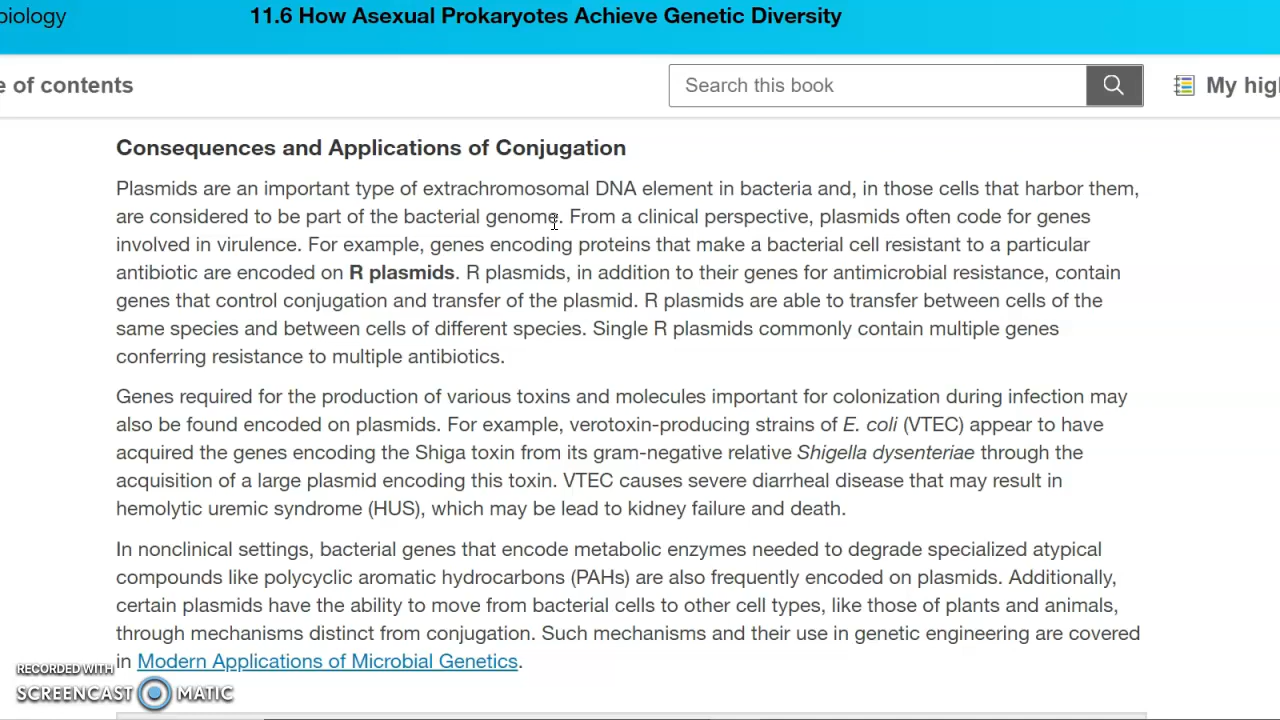 biology
11.6 How Asexual Prokaryotes Achieve Genetic Diversity
e of contents
Search this book
My hig
Consequences and Applications of Conjugation
Plasmids are an important type of extrachromosomal DNA element in bacteria and, in those cells that harbor them,
are considered to be part of the bacterial genome. From a clinical perspective, plasmids often code for genes
involved in virulence. For example, genes encoding proteins that make a bacterial cell resistant to a particular
antibiotic are encoded on R plasmids. R plasmids, in addition to their genes for antimicrobial resistance, contain
genes that control conjugation and transfer of the plasmid. R plasmids are able to transfer between cells of the
same species and between cells of different species. Single R plasmids commonly contain multiple genes
conferring resistance to multiple antibiotics.
Genes required for the production of various toxins and molecules important for colonization during infection may
also be found encoded on plasmids. For example, verotoxin-producing strains of E. coli (VTEC) appear to have
acquired the genes encoding the Shiga toxin from its gram-negative relative Shigella dysenteriae through the
acquisition of a large plasmid encoding this toxin. VTEC causes severe diarrheal disease that may result in
hemolytic uremic syndrome (HUS), which may be lead to kidney failure and death.
In nonclinical settings, bacterial genes that encode metabolic enzymes needed to degrade specialized atypical
compounds like polycyclic aromatic hydrocarbons (PAHs) are also frequently encoded on plasmids. Additionally,
certain plasmids have the ability to move from bacterial cells to other cell types, like those of plants and animals,
through mechanisms distinct from conjugation. Such mechanisms and their use in genetic engineering are covered
in Modern Applications of Microbial Genetics.
RECORDED WITH
SCREENCAST MATIC